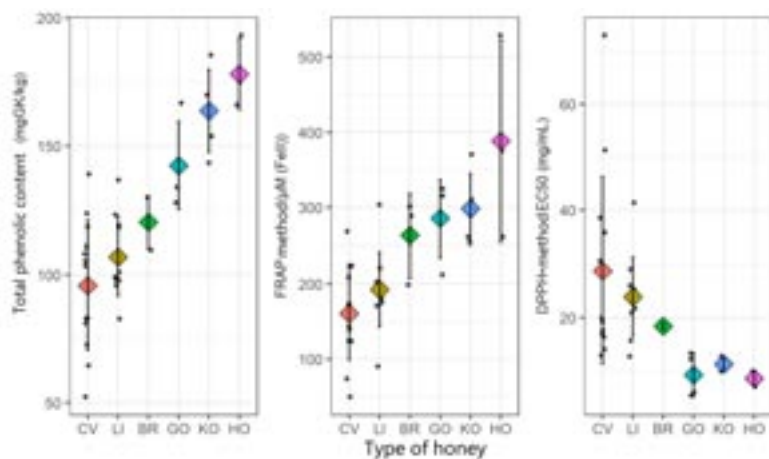 Total phenolic content (mgGK/kg)
200
150
100
50
CV LI BR GO KO HO
FRAP method(µM (FeII))
500
400
300
200
100
CV LI BR GO KO HO
Type of honey
DPPH-method EC50 (mg/mL)
60
40
20
CV LI BR GO KO HO